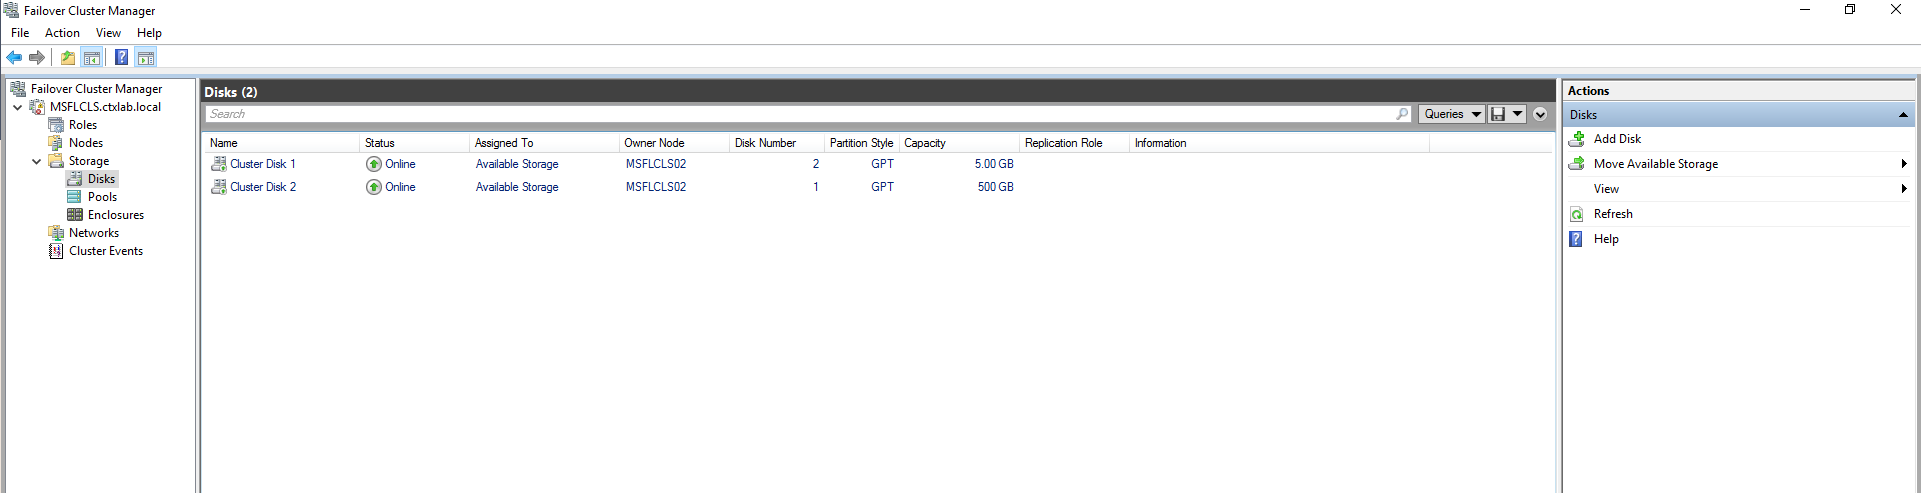 Failover Cluster Manager
File Action View Help
Failover Cluster Manager
MSFLCLS.ctxlab.local
Roles
Nodes
Storage
Disks
Pools
Enclosures
Networks
Cluster Events
Disks (2)
Search
Queries
Name Status Assigned To Owner Node Disk Number Partition Style Capacity Replication Role Information
Cluster Disk 1 Online Available Storage MSFLCLS02 2 GPT 5.00 GB
Cluster Disk 2 Online Available Storage MSFLCLS02 1 GPT 500 GB
Actions
Disks
Add Disk
Move Available Storage
View
Refresh
Help